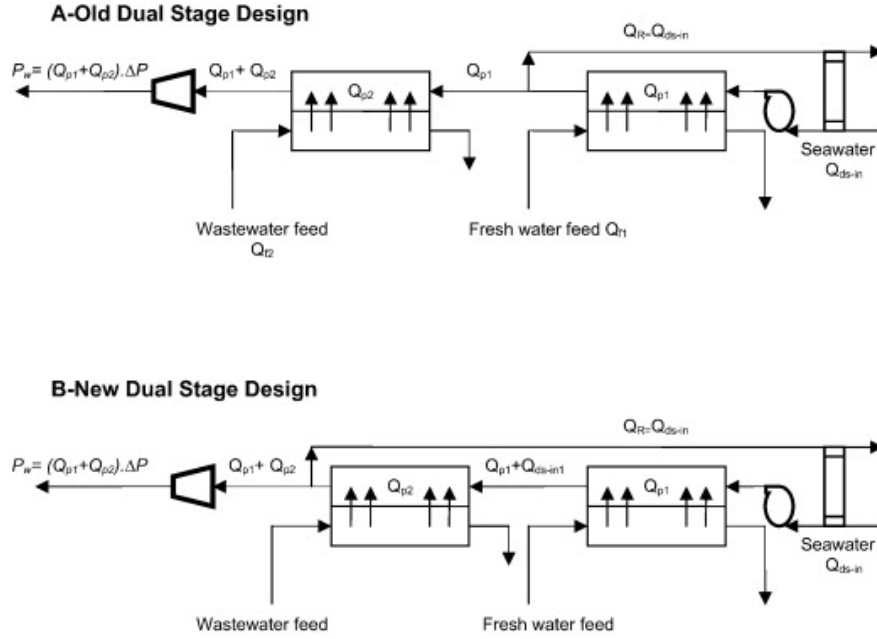 A-Old Dual Stage Design
Q_R=Q_ds-in
P_w= (Q_p1+Q_p2).ΔP
Q_p1+ Q_p2
Q_p2
Q_p1
Q_p1
Seawater
Q_ds-in
Wastewater feed
Q_f2
Fresh water feed Q_f1
B-New Dual Stage Design
Q_R=Q_ds-in
P_w= (Q_p1+Q_p2).ΔP
Q_p1+ Q_p2
Q_p2
Q_p1+Q_ds-in1
Q_p1
Seawater
Q_ds-in
Wastewater feed
Fresh water feed